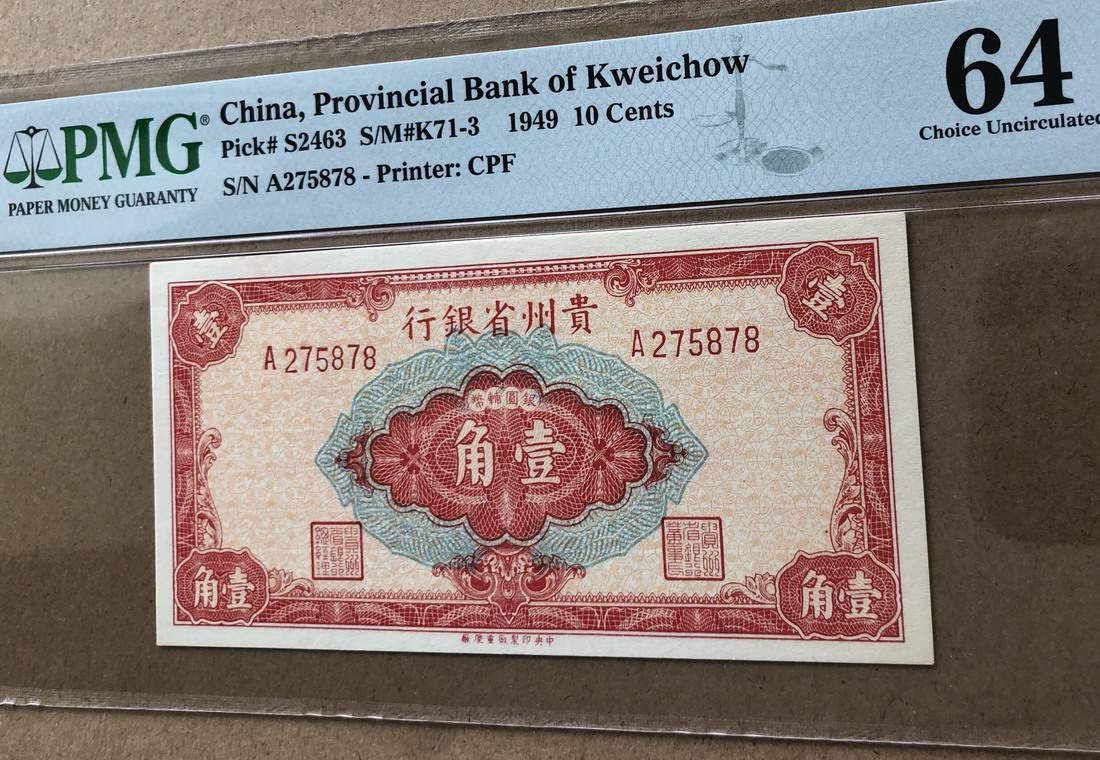 PMG®
PAPER MONEY GUARANTY
China, Provincial Bank of Kweichow
Pick# S2463 S/M#K71-3 1949 10 Cents
S/N A275878 - Printer: CPF
64
Choice Uncirculated
壹
壹
貴州省銀行
A275878
A275878
銀圓輔幣
壹角
壹角
壹角
中央印製廠重慶廠